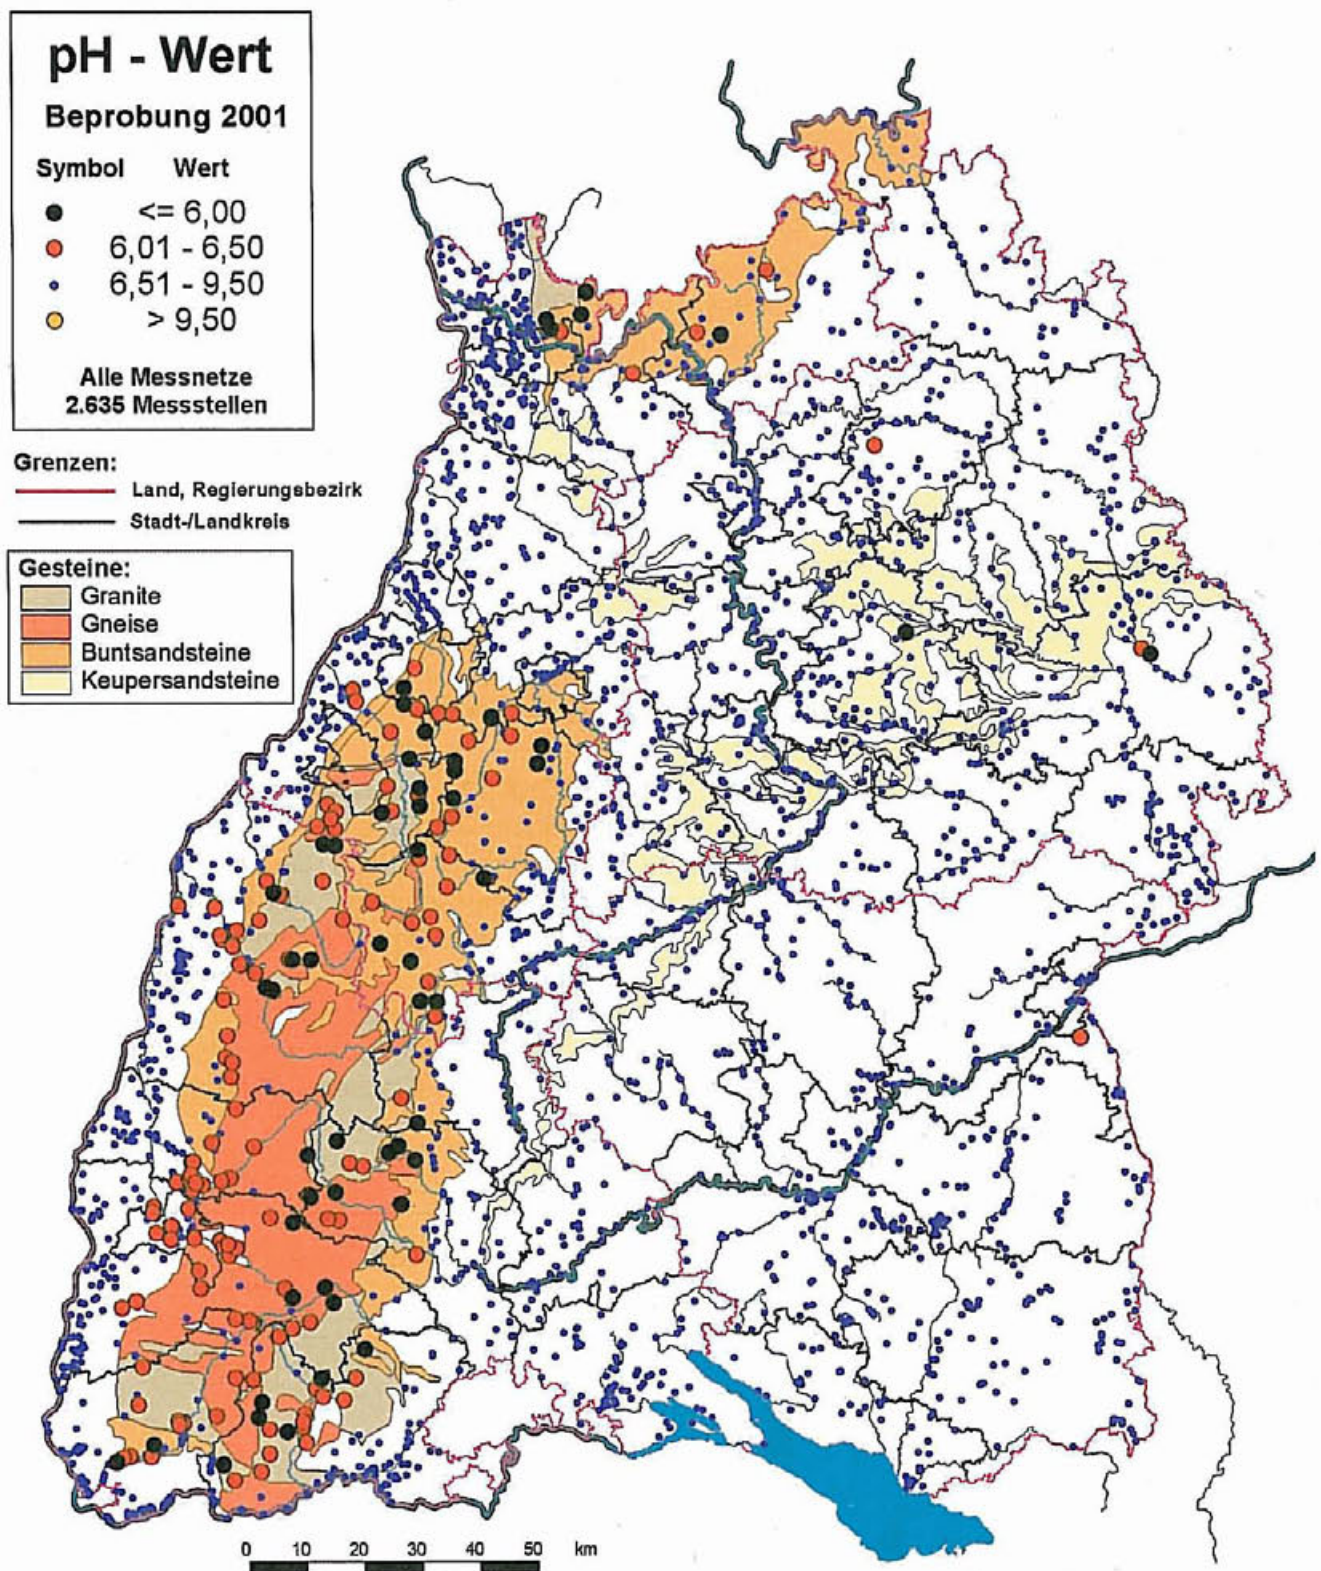 pH - Wert
Beprobung 2001
Symbol Wert
<= 6,00
6,01 - 6,50
6,51 - 9,50
> 9,50
Alle Messnetze
2.635 Messstellen
Grenzen:
Land, Regierungsbezirk
Stadt-/Landkreis
Gesteine:
Granite
Gneise
Buntsandsteine
Keupersandsteine
0 10 20 30 40 50 km